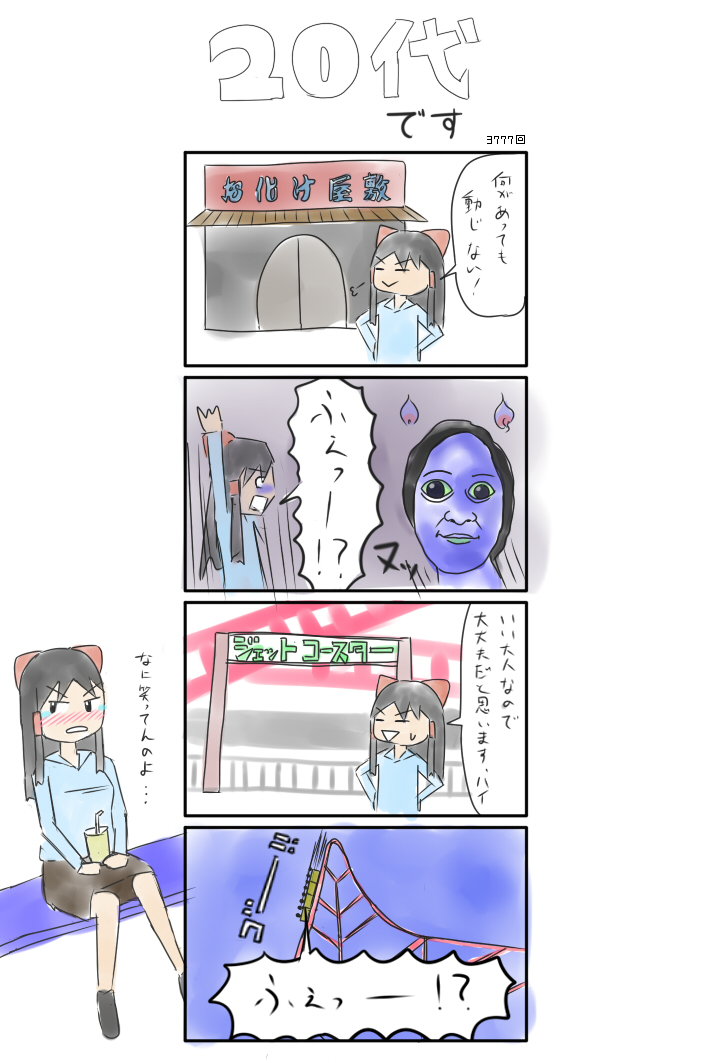 20代
です
3777回
お化け屋敷
何があっても
動じない!
ふぇっー!?
ヌッ
ジェットコースター
いい大人なので
大丈夫だと思います、ハイ
なに笑ってんのよ...
ゴーッ
ふぇっー!?